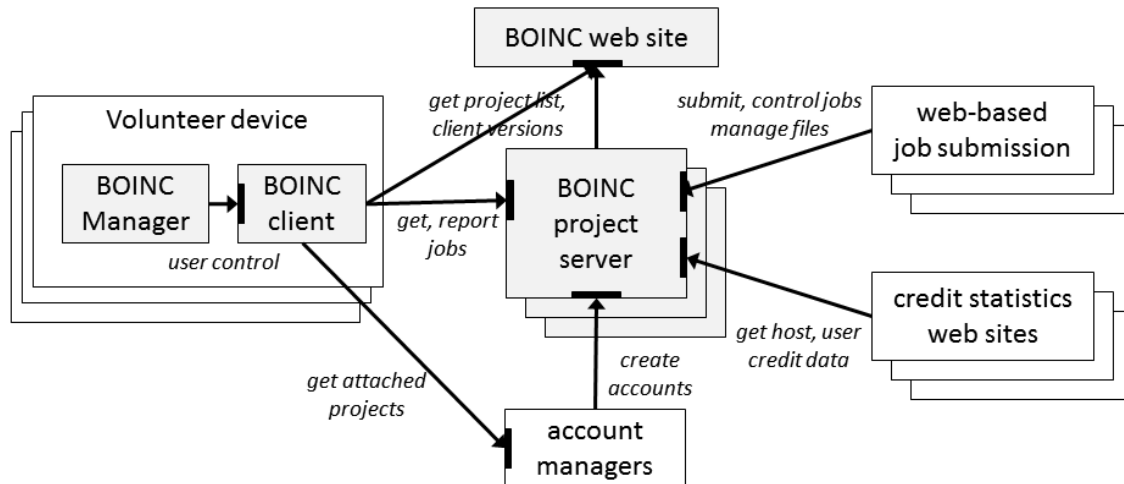 BOINC web site
get project list,
client versions
submit, control jobs
manage files
web-based
job submission
Volunteer device
BOINC
Manager
BOINC
client
user control
get, report
jobs
BOINC
project
server
credit statistics
web sites
get host, user
credit data
create
accounts
get attached
projects
account
managers